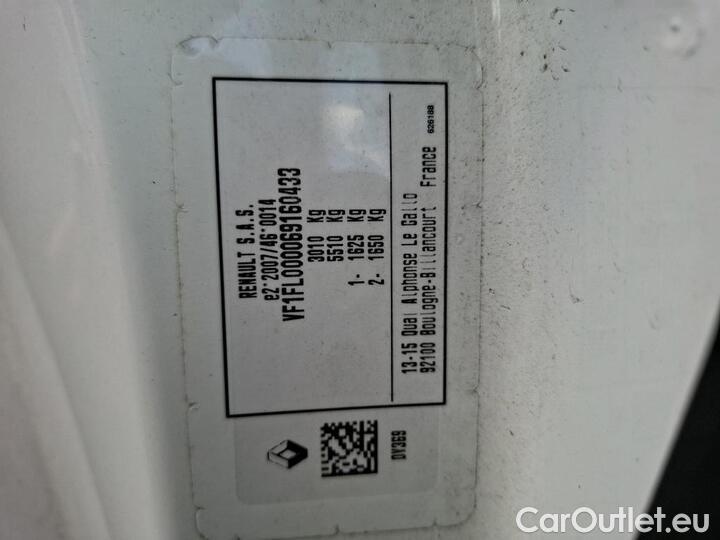 RENAULT S.A.S.
e2*2007/46*0014
VF1FL000069160433
3010 Kg
5510 Kg
1- 1625 Kg
2- 1650 Kg
13-15 Quai Alphonse Le Gallo
92100 Boulogne-Billancourt France
626188
DV369
CarOutlet.eu